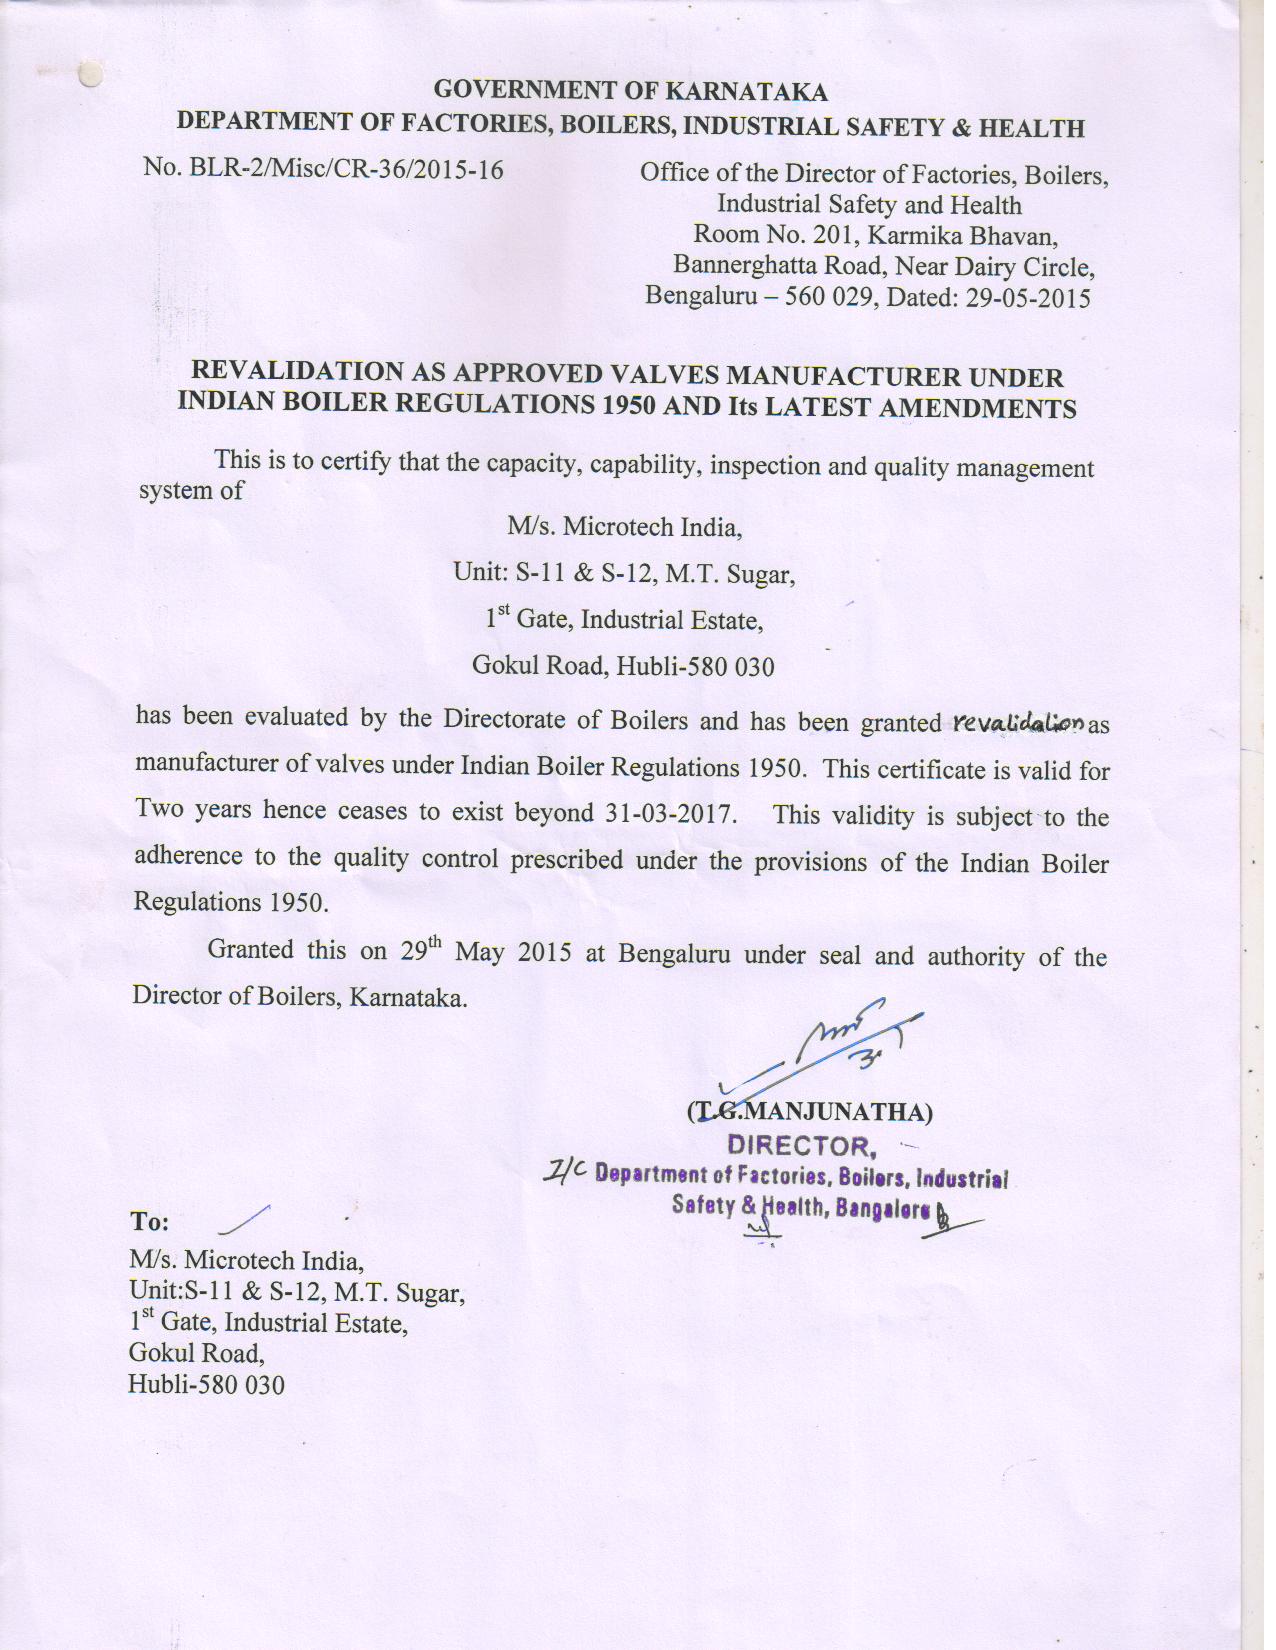 GOVERNMENT OF KARNATAKA
DEPARTMENT OF FACTORIES, BOILERS, INDUSTRIAL SAFETY & HEALTH
No. BLR-2/Misc/CR-36/2015-16
Office of the Director of Factories, Boilers,
Industrial Safety and Health
Room No. 201, Karmika Bhavan,
Bannerghatta Road, Near Dairy Circle,
Bengaluru – 560 029, Dated: 29-05-2015
REVALIDATION AS APPROVED VALVES MANUFACTURER UNDER
INDIAN BOILER REGULATIONS 1950 AND Its LATEST AMENDMENTS
This is to certify that the capacity, capability, inspection and quality management
system of
M/s. Microtech India,
Unit: S-11 & S-12, M.T. Sugar,
1st Gate, Industrial Estate,
Gokul Road, Hubli-580 030
has been evaluated by the Directorate of Boilers and has been granted revalidation as
manufacturer of valves under Indian Boiler Regulations 1950. This certificate is valid for
Two years hence ceases to exist beyond 31-03-2017. This validity is subject to the
adherence to the quality control prescribed under the provisions of the Indian Boiler
Regulations 1950.
Granted this on 29th May 2015 at Bengaluru under seal and authority of the
Director of Boilers, Karnataka.
(T.G.MANJUNATHA)
DIRECTOR,
I/C Department of Factories, Boilers, Industrial
Safety & Health, Bangalore
To:
M/s. Microtech India,
Unit:S-11 & S-12, M.T. Sugar,
1st Gate, Industrial Estate,
Gokul Road,
Hubli-580 030